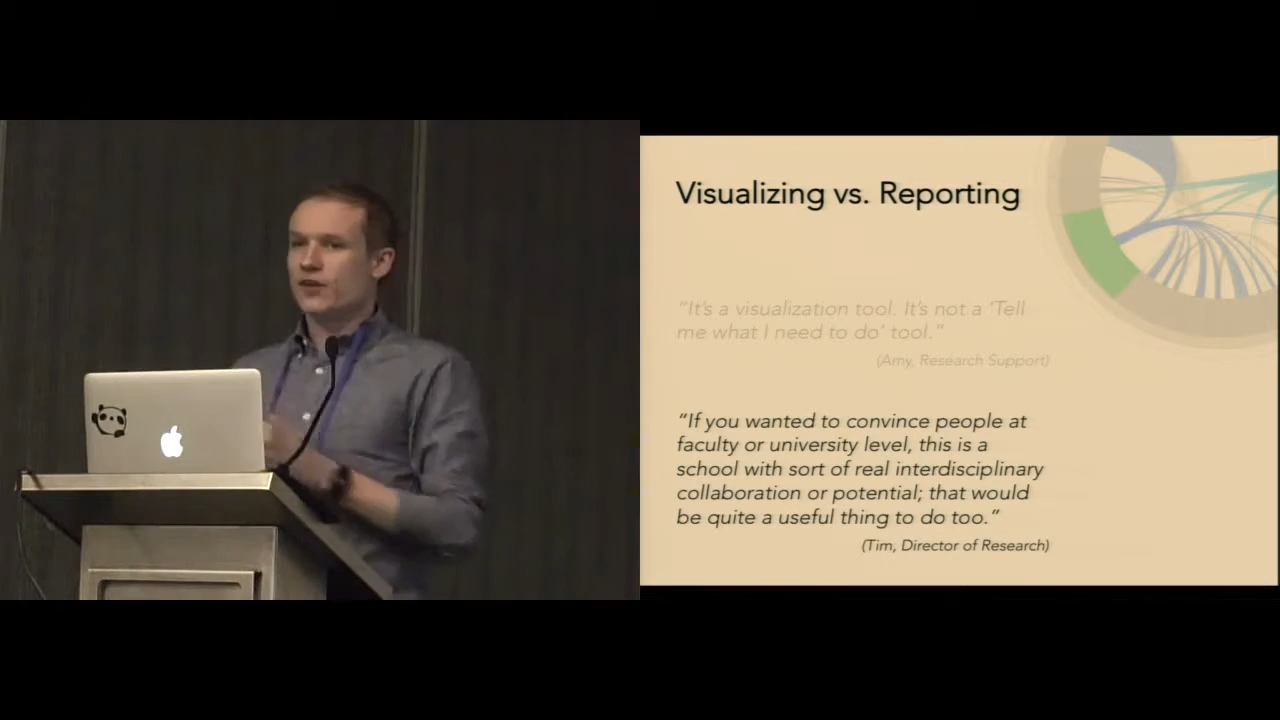 Visualizing vs. Reporting
“It’s a visualization tool. It’s not a ‘Tell
me what I need to do’ tool.”
(Amy, Research Support)
“If you wanted to convince people at
faculty or university level, this is a
school with sort of real interdisciplinary
collaboration or potential; that would
be quite a useful thing to do too.”
(Tim, Director of Research)